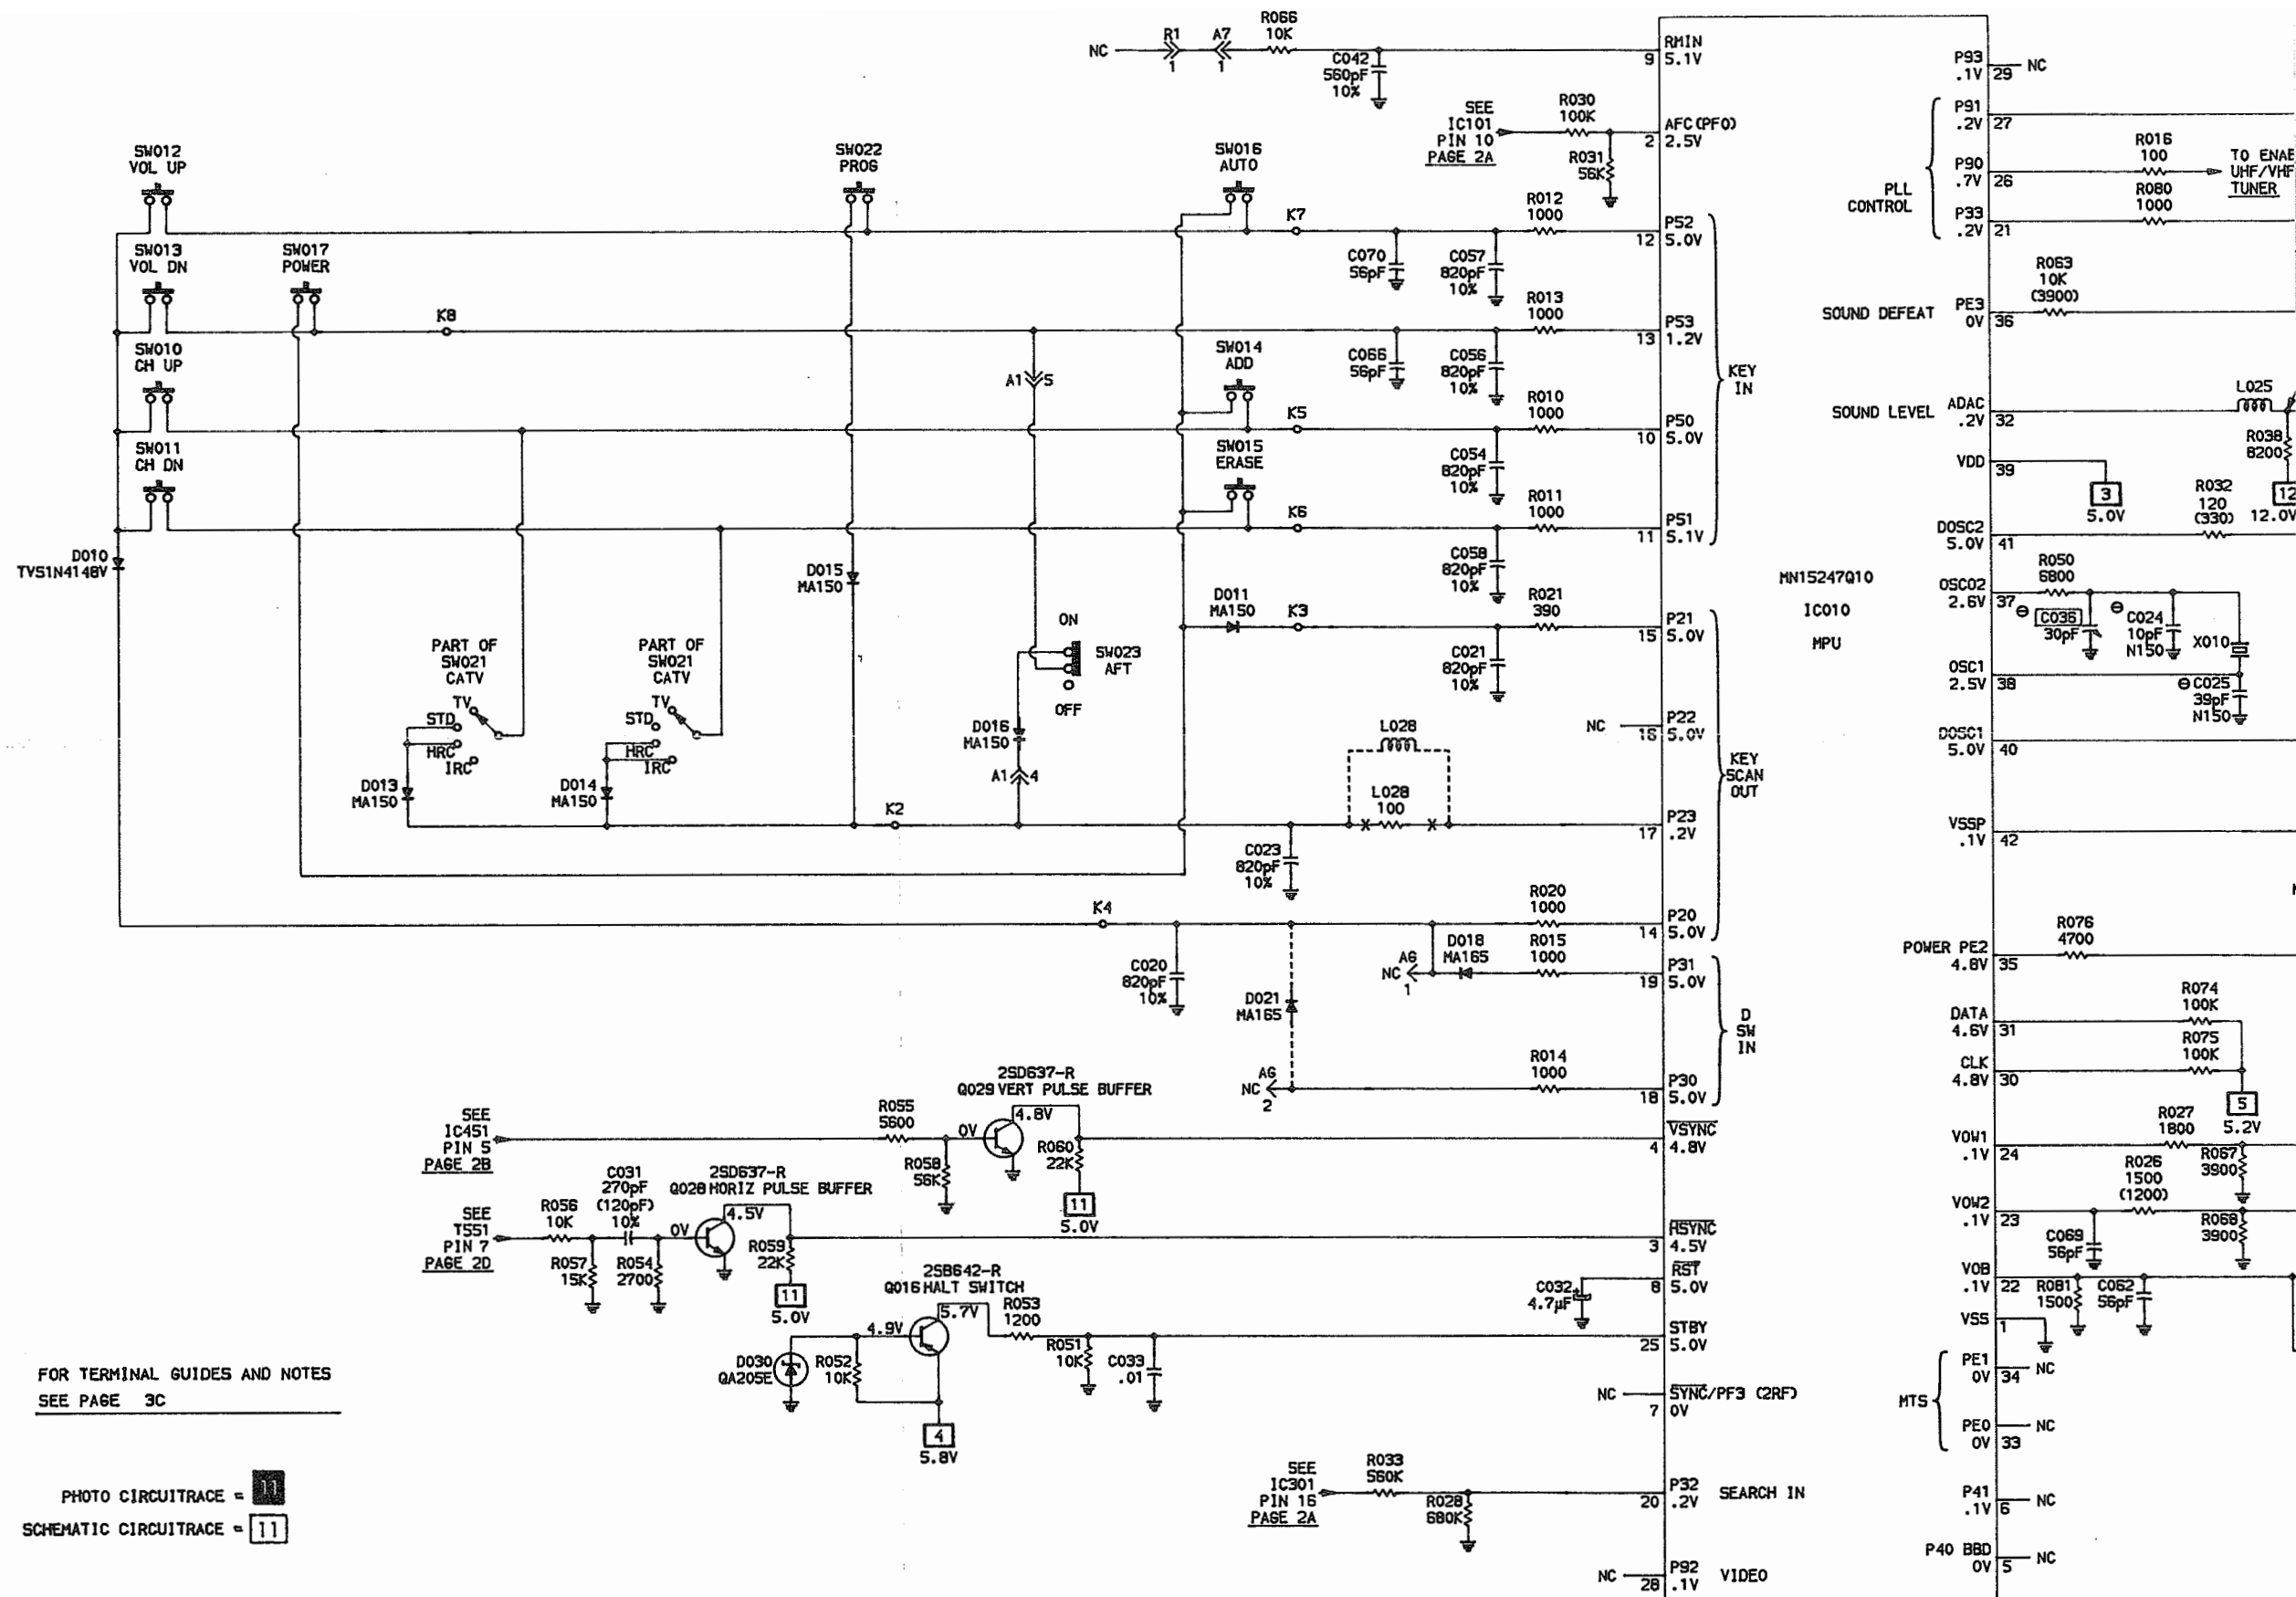 R066
10K
R1
A7
NC
1
1
C042
560pF
10%
RMIN
9 5.1V
SEE
IC101
PIN 10
PAGE 2A
R030
100K
R031
56K
AFC(PF0)
2 2.5V
SW012
VOL UP
SW022
PROG
SW016
AUTO
K7
R012
1000
C070
56pF
C057
820pF
10%
P52
12 5.0V
SW013
VOL DN
SW017
POWER
K8
R013
1000
C066
56pF
C056
820pF
10%
P53
13 1.2V
SW010
CH UP
A1 5
SW014
ADD
K5
R010
1000
C054
820pF
10%
P50
10 5.0V
KEY
IN
SW011
CH DN
SW015
ERASE
K6
R011
1000
C058
820pF
10%
P51
11 5.1V
D010
TVS1N4148V
D015
MA150
D011
MA150
K3
R021
390
C021
820pF
10%
P21
15 5.0V
ON
SW023
AFT
OFF
PART OF
SW021
CATV
TV
STD
HRC
IRC
PART OF
SW021
CATV
TV
STD
HRC
IRC
D016
MA150
A1 4
D013
MA150
D014
MA150
K2
NC
P22
16 5.0V
L028
L028
100
C023
820pF
10%
P23
17 .2V
KEY
SCAN
OUT
K4
R020
1000
P20
14 5.0V
C020
820pF
10%
A6
NC
1
D018
MA165
R015
1000
P31
19 5.0V
D021
MA165
D
SW
IN
A6
NC
2
R014
1000
P30
18 5.0V
SEE
IC451
PIN 5
PAGE 2B
R055
5600
R058
56K
0V
2SD637-R
Q029 VERT PULSE BUFFER
4.8V
R060
22K
11
5.0V
VSYNC
4 4.8V
SEE
T551
PIN 7
PAGE 2D
R056
10K
R057
15K
C031
270pF
(120pF)
10%
R054
2700
0V
2SD637-R
Q028 HORIZ PULSE BUFFER
4.5V
R059
22K
11
5.0V
HSYNC
3 4.5V
C032
4.7µF
RST
8 5.0V
2SB642-R
Q016 HALT SWITCH
5.7V
4.9V
D030
QA205E
R052
10K
4
5.8V
R053
1200
R051
10K
C033
.01
STBY
25 5.0V
NC
SYNC/PF3 (2RF)
7 0V
SEE
IC301
PIN 16
PAGE 2A
R033
560K
R028
680K
P32
20 .2V
SEARCH IN
NC
P92
28 .1V
VIDEO
MN15247Q10
IC010
MPU
P93
.1V 29 NC
PLL
CONTROL
P91
.2V 27
P90
.7V 26
R016
100
TO ENAB
UHF/VHF
TUNER
P33
.2V 21
R080
1000
SOUND DEFEAT
PE3
0V 36
R063
10K
(3900)
SOUND LEVEL
ADAC
.2V 32
L025
R038
8200
12
12.0V
VDD
39
3
5.0V
DOSC2
5.0V 41
R032
120
(330)
OSCO2
2.6V 37
R050
6800
C036
30pF
C024
10pF
N150
X010
OSC1
2.5V 38
C025
39pF
N150
DOSC1
5.0V 40
VSSP
.1V 42
POWER PE2
4.8V 35
R076
4700
DATA
4.6V 31
R074
100K
CLK
4.8V 30
R075
100K
5
5.2V
VOW1
.1V 24
R027
1800
R067
3900
VOW2
.1V 23
R026
1500
(1200)
C069
56pF
R068
3900
VOB
.1V 22
R081
1500
C062
56pF
VSS
1
MTS
PE1
0V 34 NC
PE0
0V 33 NC
P41
.1V 6 NC
P40 BBD
0V 5 NC
FOR TERMINAL GUIDES AND NOTES
SEE PAGE 3C
PHOTO CIRCUITRACE = 11
SCHEMATIC CIRCUITRACE = 11